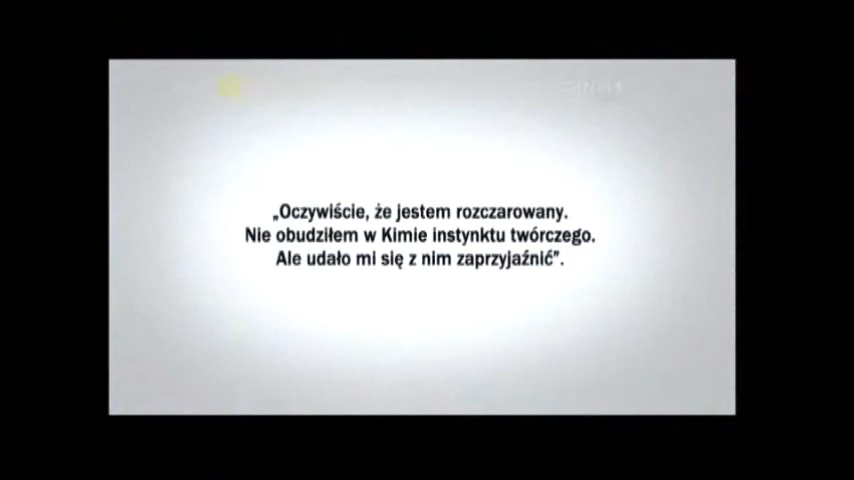 „Oczywiście, że jestem rozczarowany.
Nie obudziłem w Kimie instynktu twórczego.
Ale udało mi się z nim zaprzyjaźnić”.